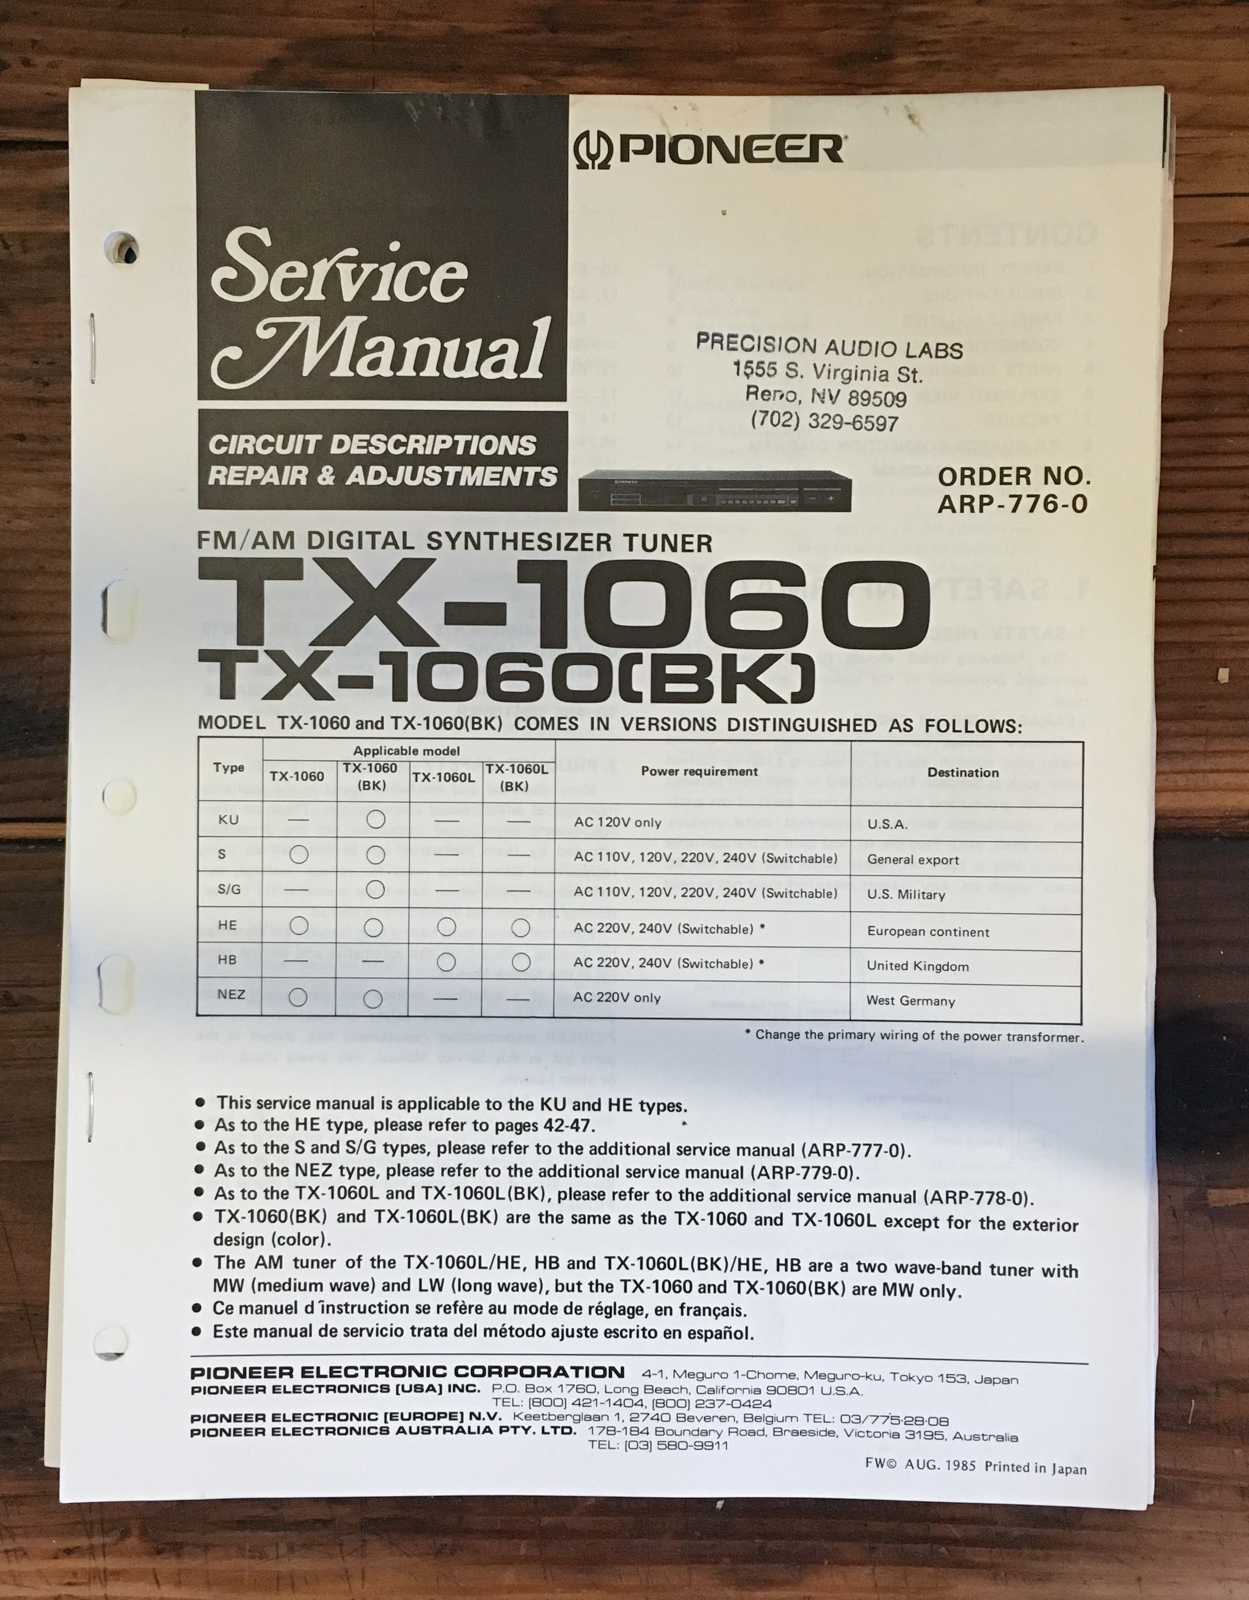 PIONEER
Service
Manual
PRECISION AUDIO LABS
1555 S. Virginia St.
Reno, NV 89509
(702) 329-6597
CIRCUIT DESCRIPTIONS
REPAIR & ADJUSTMENTS
ORDER NO.
ARP-776-0
FM/AM DIGITAL SYNTHESIZER TUNER
TX-1060
TX-1060(BK)
MODEL TX-1060 and TX-1060(BK) COMES IN VERSIONS DISTINGUISHED AS FOLLOWS:
Type | Applicable model | Power requirement | Destination
TX-1060 | TX-1060 (BK) | TX-1060L | TX-1060L (BK)
KU | — | ○ | — | — | AC 120V only | U.S.A.
S | ○ | ○ | — | — | AC 110V, 120V, 220V, 240V (Switchable) | General export
S/G | — | ○ | — | — | AC 110V, 120V, 220V, 240V (Switchable) | U.S. Military
HE | ○ | ○ | ○ | ○ | AC 220V, 240V (Switchable) * | European continent
HB | — | — | ○ | ○ | AC 220V, 240V (Switchable) * | United Kingdom
NEZ | ○ | ○ | — | — | AC 220V only | West Germany
* Change the primary wiring of the power transformer.
● This service manual is applicable to the KU and HE types.
● As to the HE type, please refer to pages 42-47.
● As to the S and S/G types, please refer to the additional service manual (ARP-777-0).
● As to the NEZ type, please refer to the additional service manual (ARP-779-0).
● As to the TX-1060L and TX-1060L(BK), please refer to the additional service manual (ARP-778-0).
● TX-1060(BK) and TX-1060L(BK) are the same as the TX-1060 and TX-1060L except for the exterior
design (color).
● The AM tuner of the TX-1060L/HE, HB and TX-1060L(BK)/HE, HB are a two wave-band tuner with
MW (medium wave) and LW (long wave), but the TX-1060 and TX-1060(BK) are MW only.
● Ce manuel d'instruction se refère au mode de réglage, en français.
● Este manual de servicio trata del método ajuste escrito en español.
PIONEER ELECTRONIC CORPORATION 4-1, Meguro 1-Chome, Meguro-ku, Tokyo 153, Japan
PIONEER ELECTRONICS [USA] INC. P.O. Box 1760, Long Beach, California 90801 U.S.A.
TEL: [800] 421-1404, [800] 237-0424
PIONEER ELECTRONIC [EUROPE] N.V. Keetberglaan 1, 2740 Beveren, Belgium TEL: 03/775·28·08
PIONEER ELECTRONICS AUSTRALIA PTY. LTD. 178-184 Boundary Road, Braeside, Victoria 3195, Australia
TEL: [03] 580-9911
FW© AUG. 1985 Printed in Japan